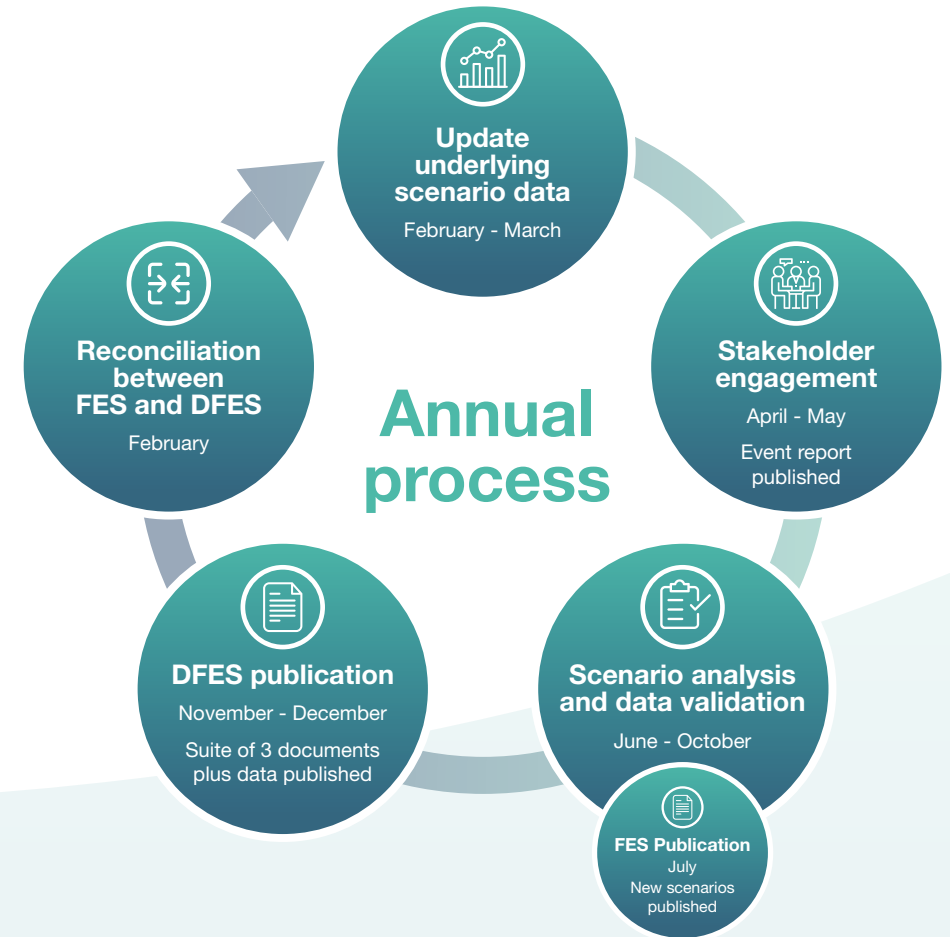 Update
underlying
scenario data
February - March
Stakeholder
engagement
April - May
Event report
published
Scenario analysis
and data validation
June - October
FES Publication
July
New scenarios
published
DFES publication
November - December
Suite of 3 documents
plus data published
Reconciliation
between
FES and DFES
February
Annual
process